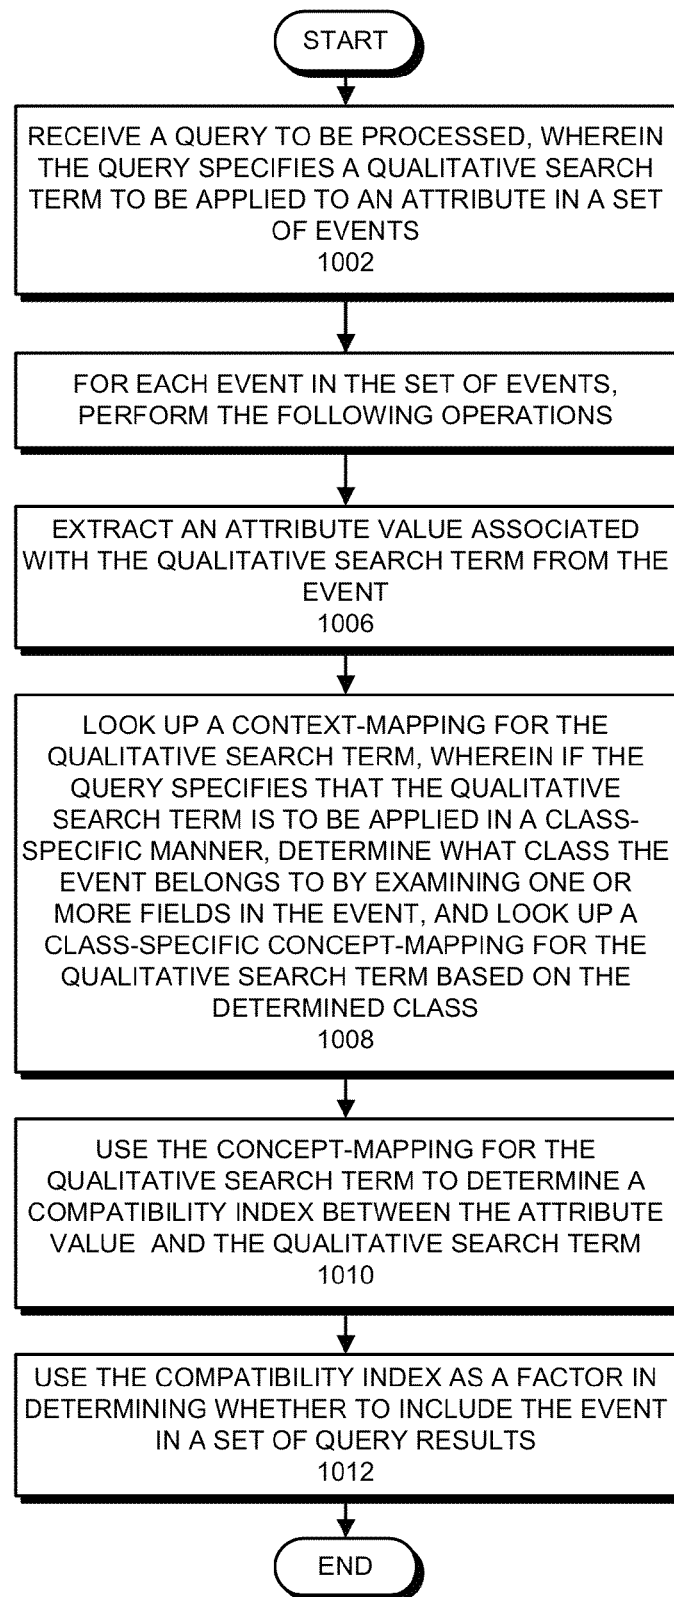 START
RECEIVE A QUERY TO BE PROCESSED, WHEREIN
THE QUERY SPECIFIES A QUALITATIVE SEARCH
TERM TO BE APPLIED TO AN ATTRIBUTE IN A SET
OF EVENTS
1002
FOR EACH EVENT IN THE SET OF EVENTS,
PERFORM THE FOLLOWING OPERATIONS
EXTRACT AN ATTRIBUTE VALUE ASSOCIATED
WITH THE QUALITATIVE SEARCH TERM FROM THE
EVENT
1006
LOOK UP A CONTEXT-MAPPING FOR THE
QUALITATIVE SEARCH TERM, WHEREIN IF THE
QUERY SPECIFIES THAT THE QUALITATIVE
SEARCH TERM IS TO BE APPLIED IN A CLASS-
SPECIFIC MANNER, DETERMINE WHAT CLASS THE
EVENT BELONGS TO BY EXAMINING ONE OR
MORE FIELDS IN THE EVENT, AND LOOK UP A
CLASS-SPECIFIC CONCEPT-MAPPING FOR THE
QUALITATIVE SEARCH TERM BASED ON THE
DETERMINED CLASS
1008
USE THE CONCEPT-MAPPING FOR THE
QUALITATIVE SEARCH TERM TO DETERMINE A
COMPATIBILITY INDEX BETWEEN THE ATTRIBUTE
VALUE AND THE QUALITATIVE SEARCH TERM
1010
USE THE COMPATIBILITY INDEX AS A FACTOR IN
DETERMINING WHETHER TO INCLUDE THE EVENT
IN A SET OF QUERY RESULTS
1012
END